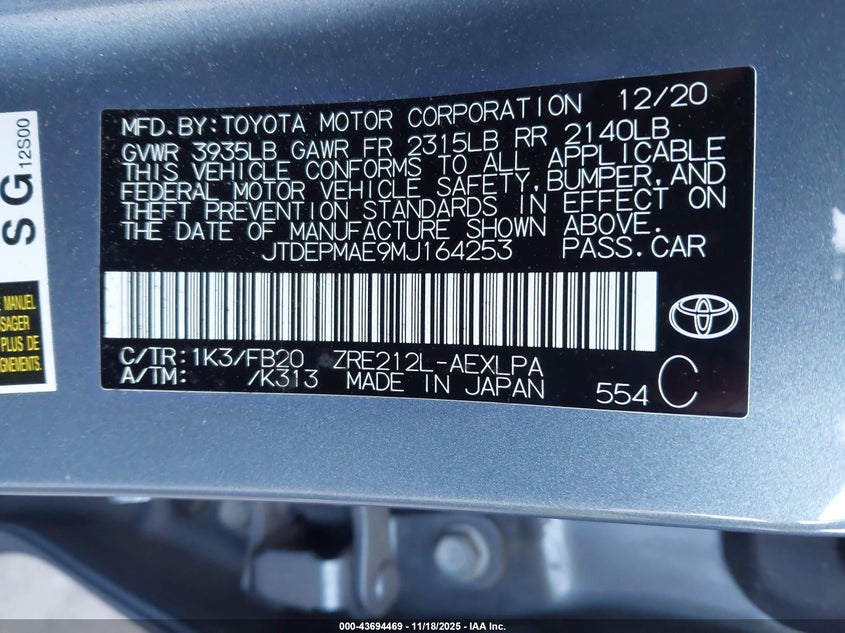 MFD.BY:TOYOTA MOTOR CORPORATION 12/20
GVWR 3935LB GAWR FR 2315LB RR 2140LB
THIS VEHICLE CONFORMS TO ALL APPLICABLE
FEDERAL MOTOR VEHICLE SAFETY,BUMPER,AND
THEFT PREVENTION STANDARDS IN EFFECT ON
THE DATE OF MANUFACTURE SHOWN ABOVE.
JTDEPMAE9MJ164253 PASS.CAR
C/TR:1K3/FB20 ZRE212L-AEXLPA
A/TM: /K313 MADE IN JAPAN 554 C
SG 12S00
MANUEL
PLUS DE
000-43694469 - 11/18/2025 - IAA Inc.